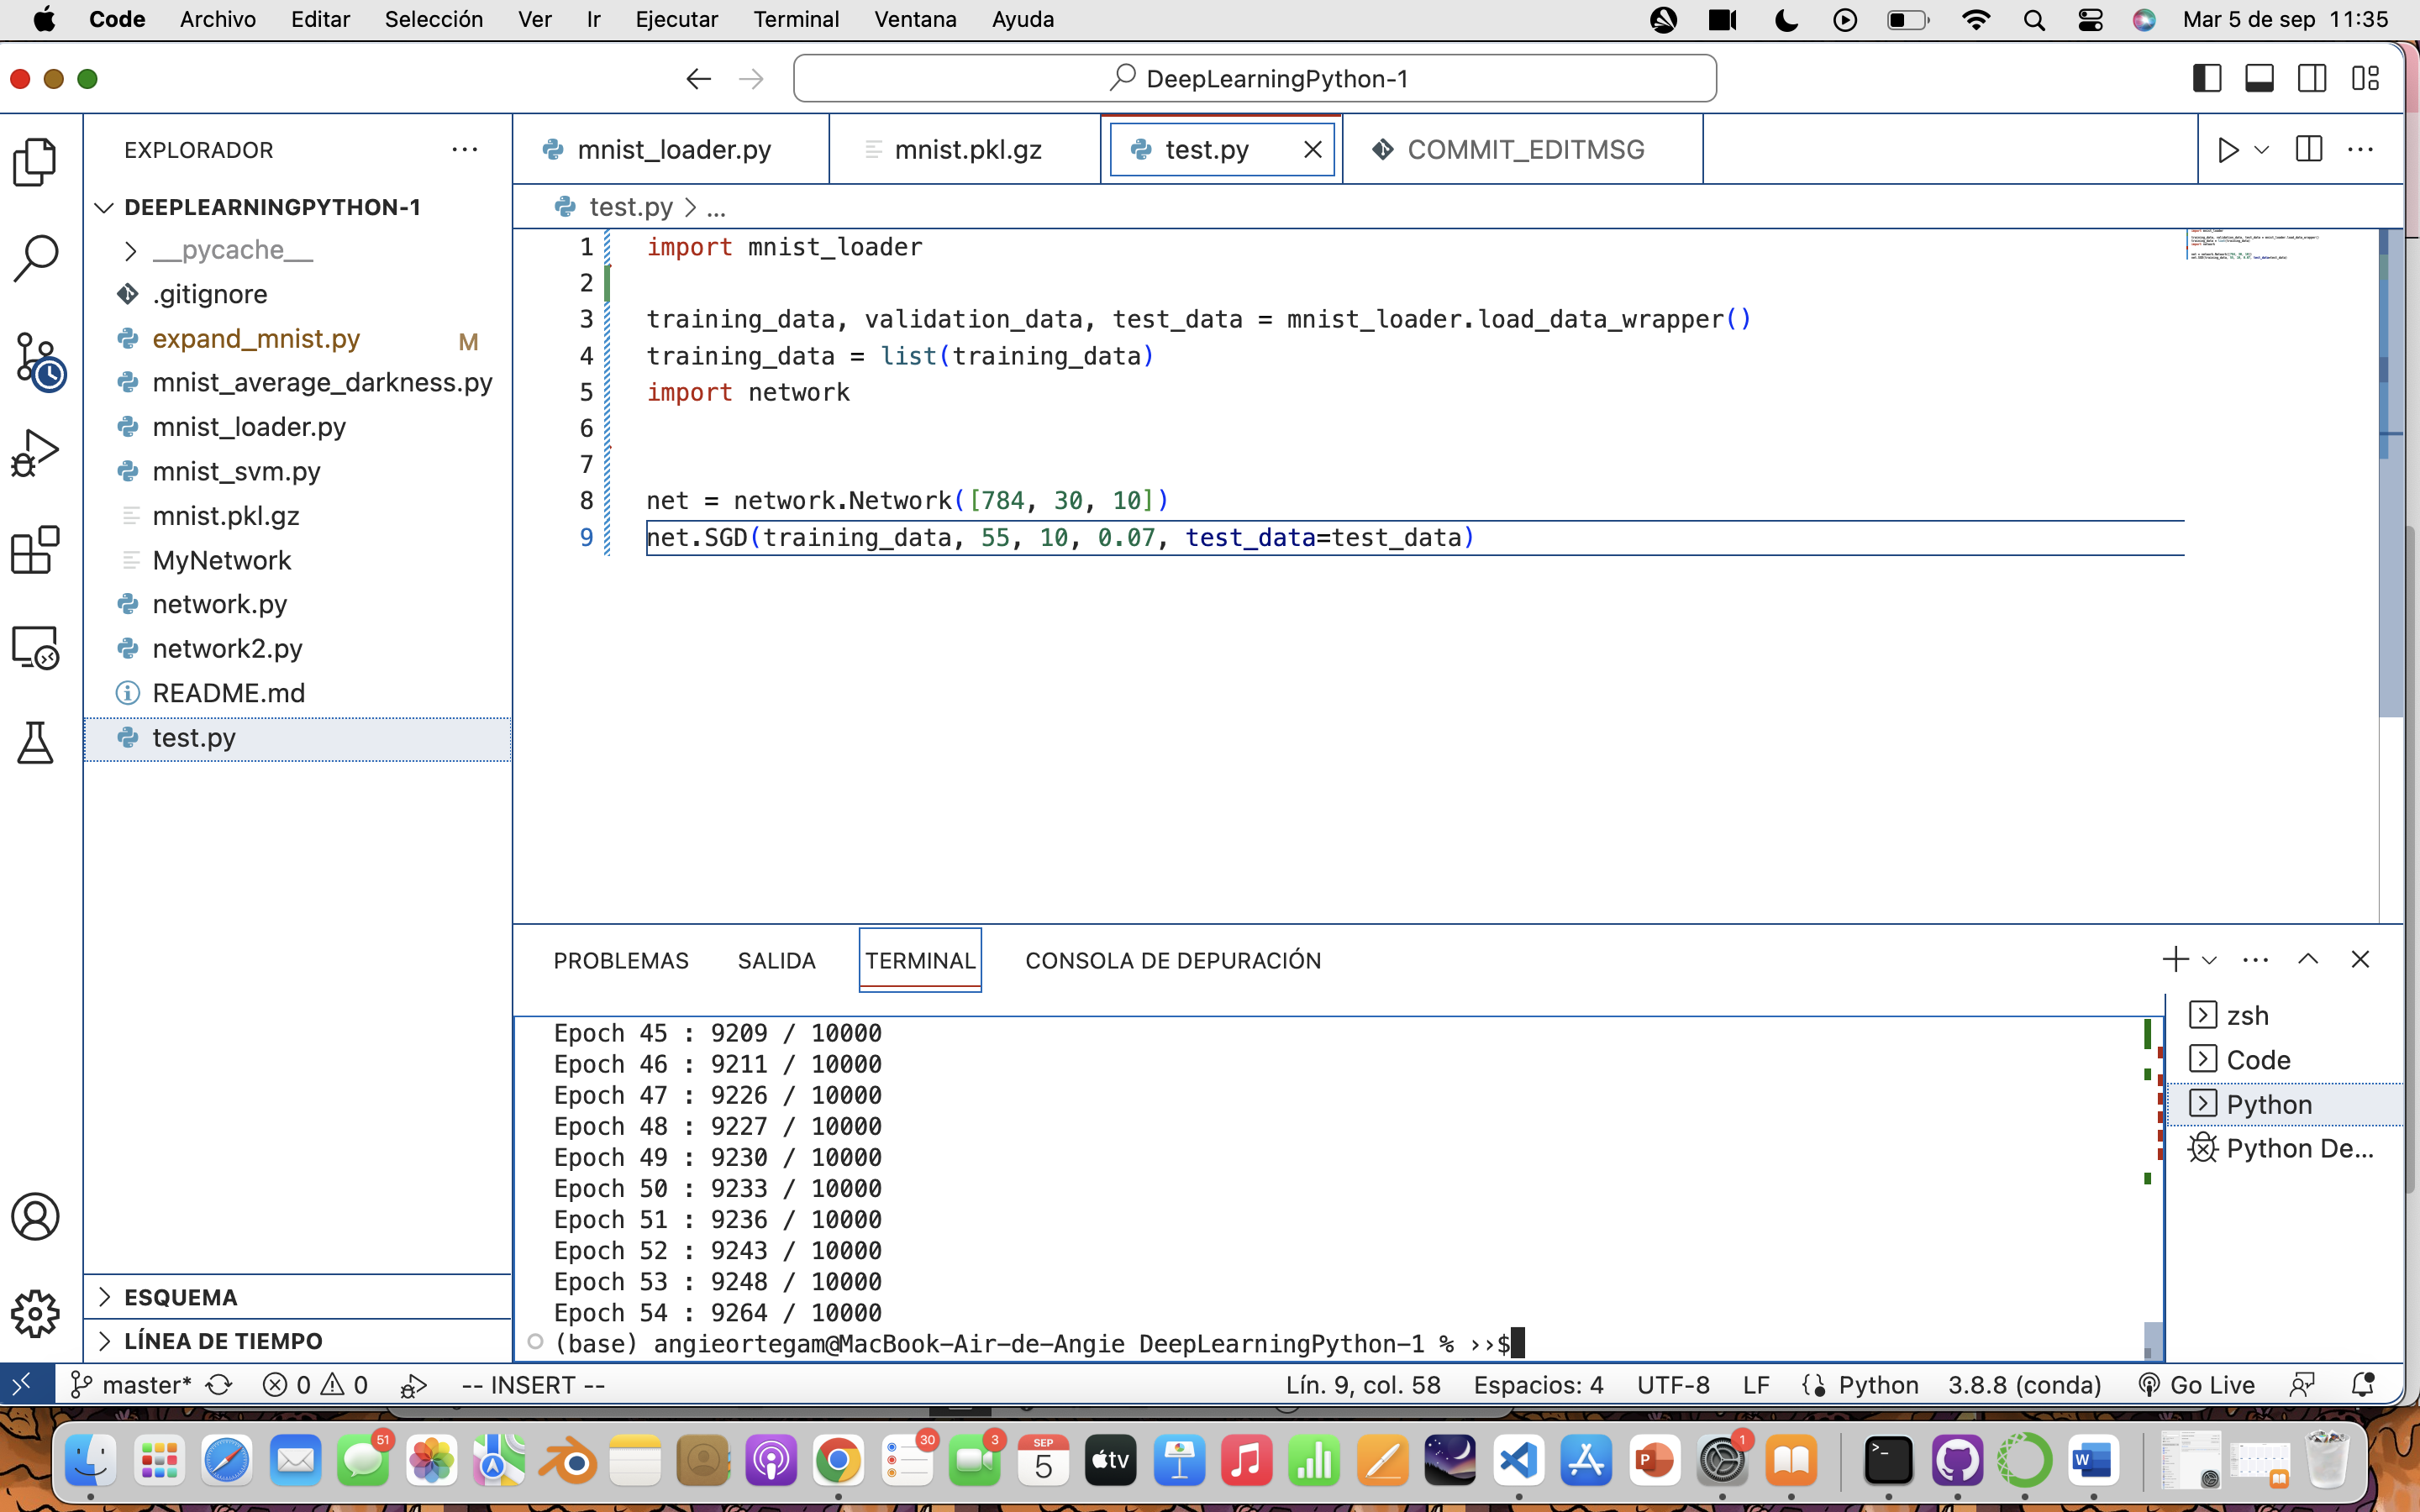 Code Archivo Editar Selección Ver Ir Ejecutar Terminal Ventana Ayuda Mar 5 de sep 11:35
DeepLearningPython-1
EXPLORADOR
DEEPLEARNINGPYTHON-1
__pycache__
.gitignore
expand_mnist.py M
mnist_average_darkness.py
mnist_loader.py
mnist_svm.py
mnist.pkl.gz
MyNetwork
network.py
network2.py
README.md
test.py
ESQUEMA
LÍNEA DE TIEMPO
mnist_loader.py mnist.pkl.gz test.py COMMIT_EDITMSG
test.py > ...
1 import mnist_loader
2
3 training_data, validation_data, test_data = mnist_loader.load_data_wrapper()
4 training_data = list(training_data)
5 import network
6
7
8 net = network.Network([784, 30, 10])
9 net.SGD(training_data, 55, 10, 0.07, test_data=test_data)
PROBLEMAS SALIDA TERMINAL CONSOLA DE DEPURACIÓN
Epoch 45 : 9209 / 10000
Epoch 46 : 9211 / 10000
Epoch 47 : 9226 / 10000
Epoch 48 : 9227 / 10000
Epoch 49 : 9230 / 10000
Epoch 50 : 9233 / 10000
Epoch 51 : 9236 / 10000
Epoch 52 : 9243 / 10000
Epoch 53 : 9248 / 10000
Epoch 54 : 9264 / 10000
(base) angieortegam@MacBook-Air-de-Angie DeepLearningPython-1 % ››$
zsh
Code
Python
Python De...
master* 0 0 -- INSERT -- Lín. 9, col. 58 Espacios: 4 UTF-8 LF Python 3.8.8 (conda) Go Live
51 30 3 SEP 5 tv P 1 W